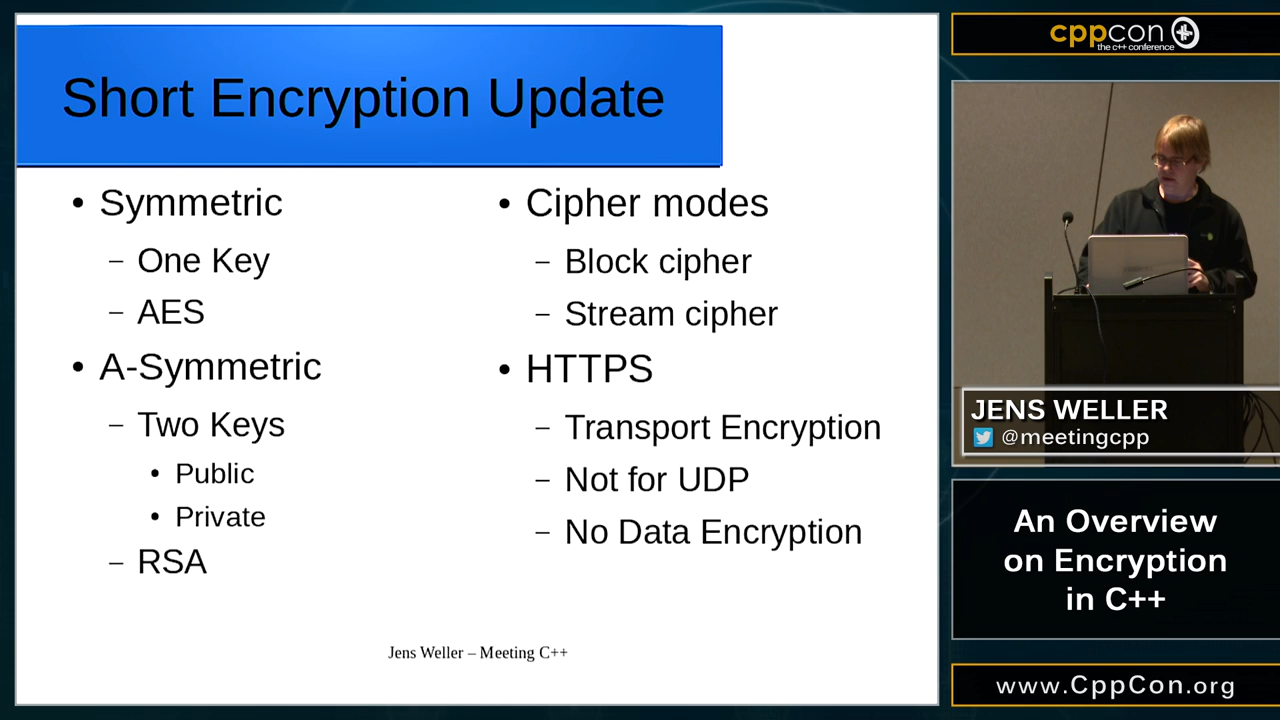 Short Encryption Update
• Symmetric
– One Key
– AES
• A-Symmetric
– Two Keys
• Public
• Private
– RSA
• Cipher modes
– Block cipher
– Stream cipher
• HTTPS
– Transport Encryption
– Not for UDP
– No Data Encryption
Jens Weller – Meeting C++
cppcon
the c++ conference
JENS WELLER
@meetingcpp
An Overview
on Encryption
in C++
www.CppCon.org